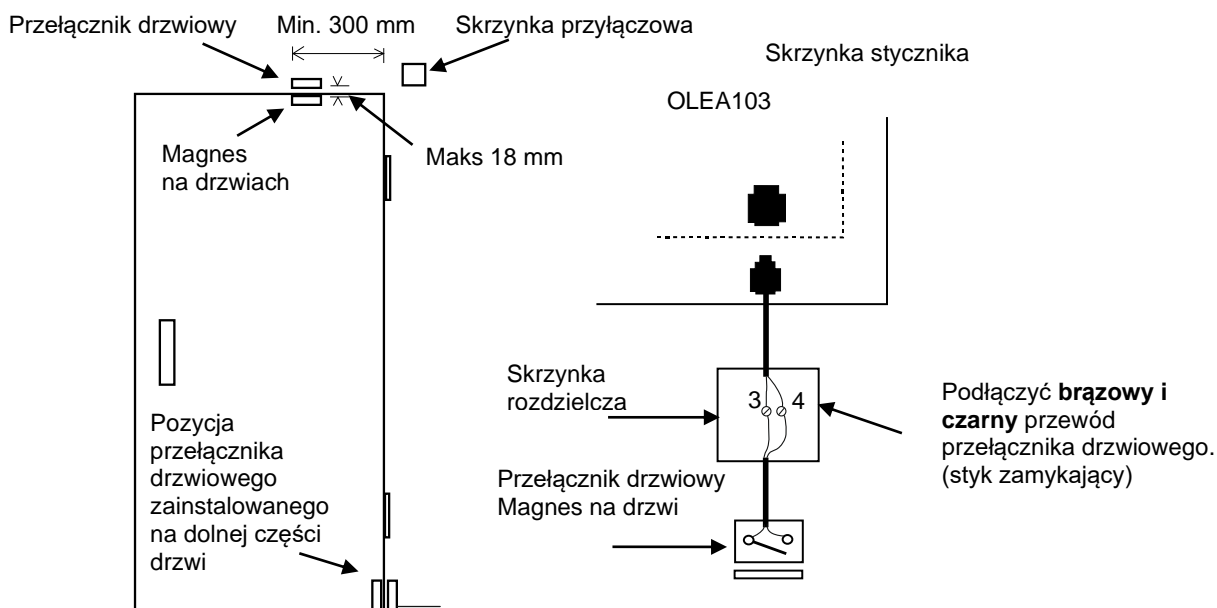 Przełącznik drzwiowy
Min. 300 mm
Skrzynka przyłączowa
Skrzynka stycznika
OLEA103
Magnes
na drzwiach
Maks 18 mm
Skrzynka
rozdzielcza
3
4
Podłączyć brązowy i
czarny przewód
przełącznika drzwiowego.
(styk zamykający)
Pozycja
przełącznika
drzwiowego
zainstalowanego
na dolnej części
drzwi
Przełącznik drzwiowy
Magnes na drzwi